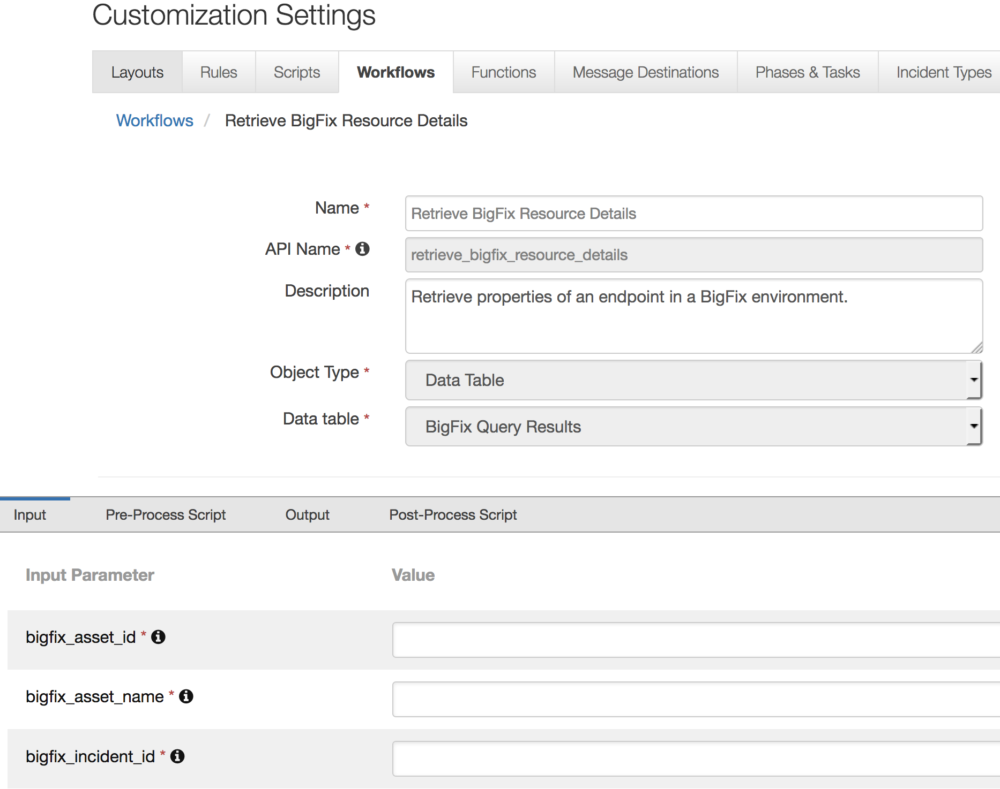 Customization Settings
Layouts Rules Scripts Workflows Functions Message Destinations Phases & Tasks Incident Types
Workflows / Retrieve BigFix Resource Details
Name * Retrieve BigFix Resource Details
API Name * retrieve_bigfix_resource_details
Description Retrieve properties of an endpoint in a BigFix environment.
Object Type * Data Table
Data table * BigFix Query Results
Input Pre-Process Script Output Post-Process Script
Input Parameter Value
bigfix_asset_id *
bigfix_asset_name *
bigfix_incident_id *